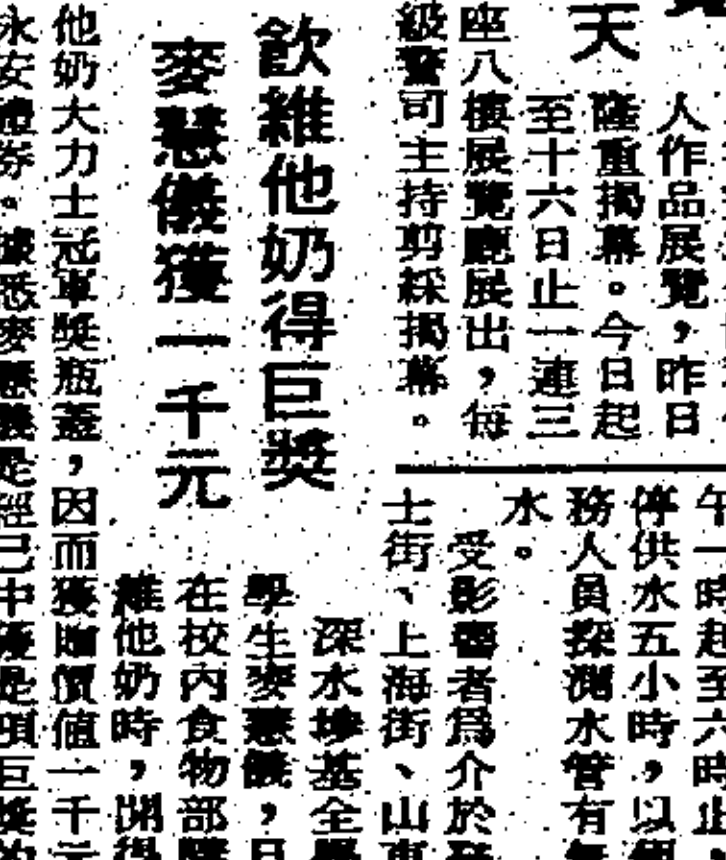 天
人作品展覽，昨日
隆重揭幕。今日起
至十六日止一連三
座八樓展覽廳展出，每
級警司主持剪綵揭幕。
午一時起至六時止，
停供水五小時，以便
務人員探測水管有無
水。
受影響者爲介於
士街、上海街、山東
飲維他奶得巨獎
麥慧儀獲一千元
深水埗基全學
學生麥慧儀，日
在校內食物部購
維他奶時，開得
他奶大力士冠軍獎瓶蓋，因而獲贈價值一千元
永安禮券。據悉麥慧儀是經已中獲是項巨獎的